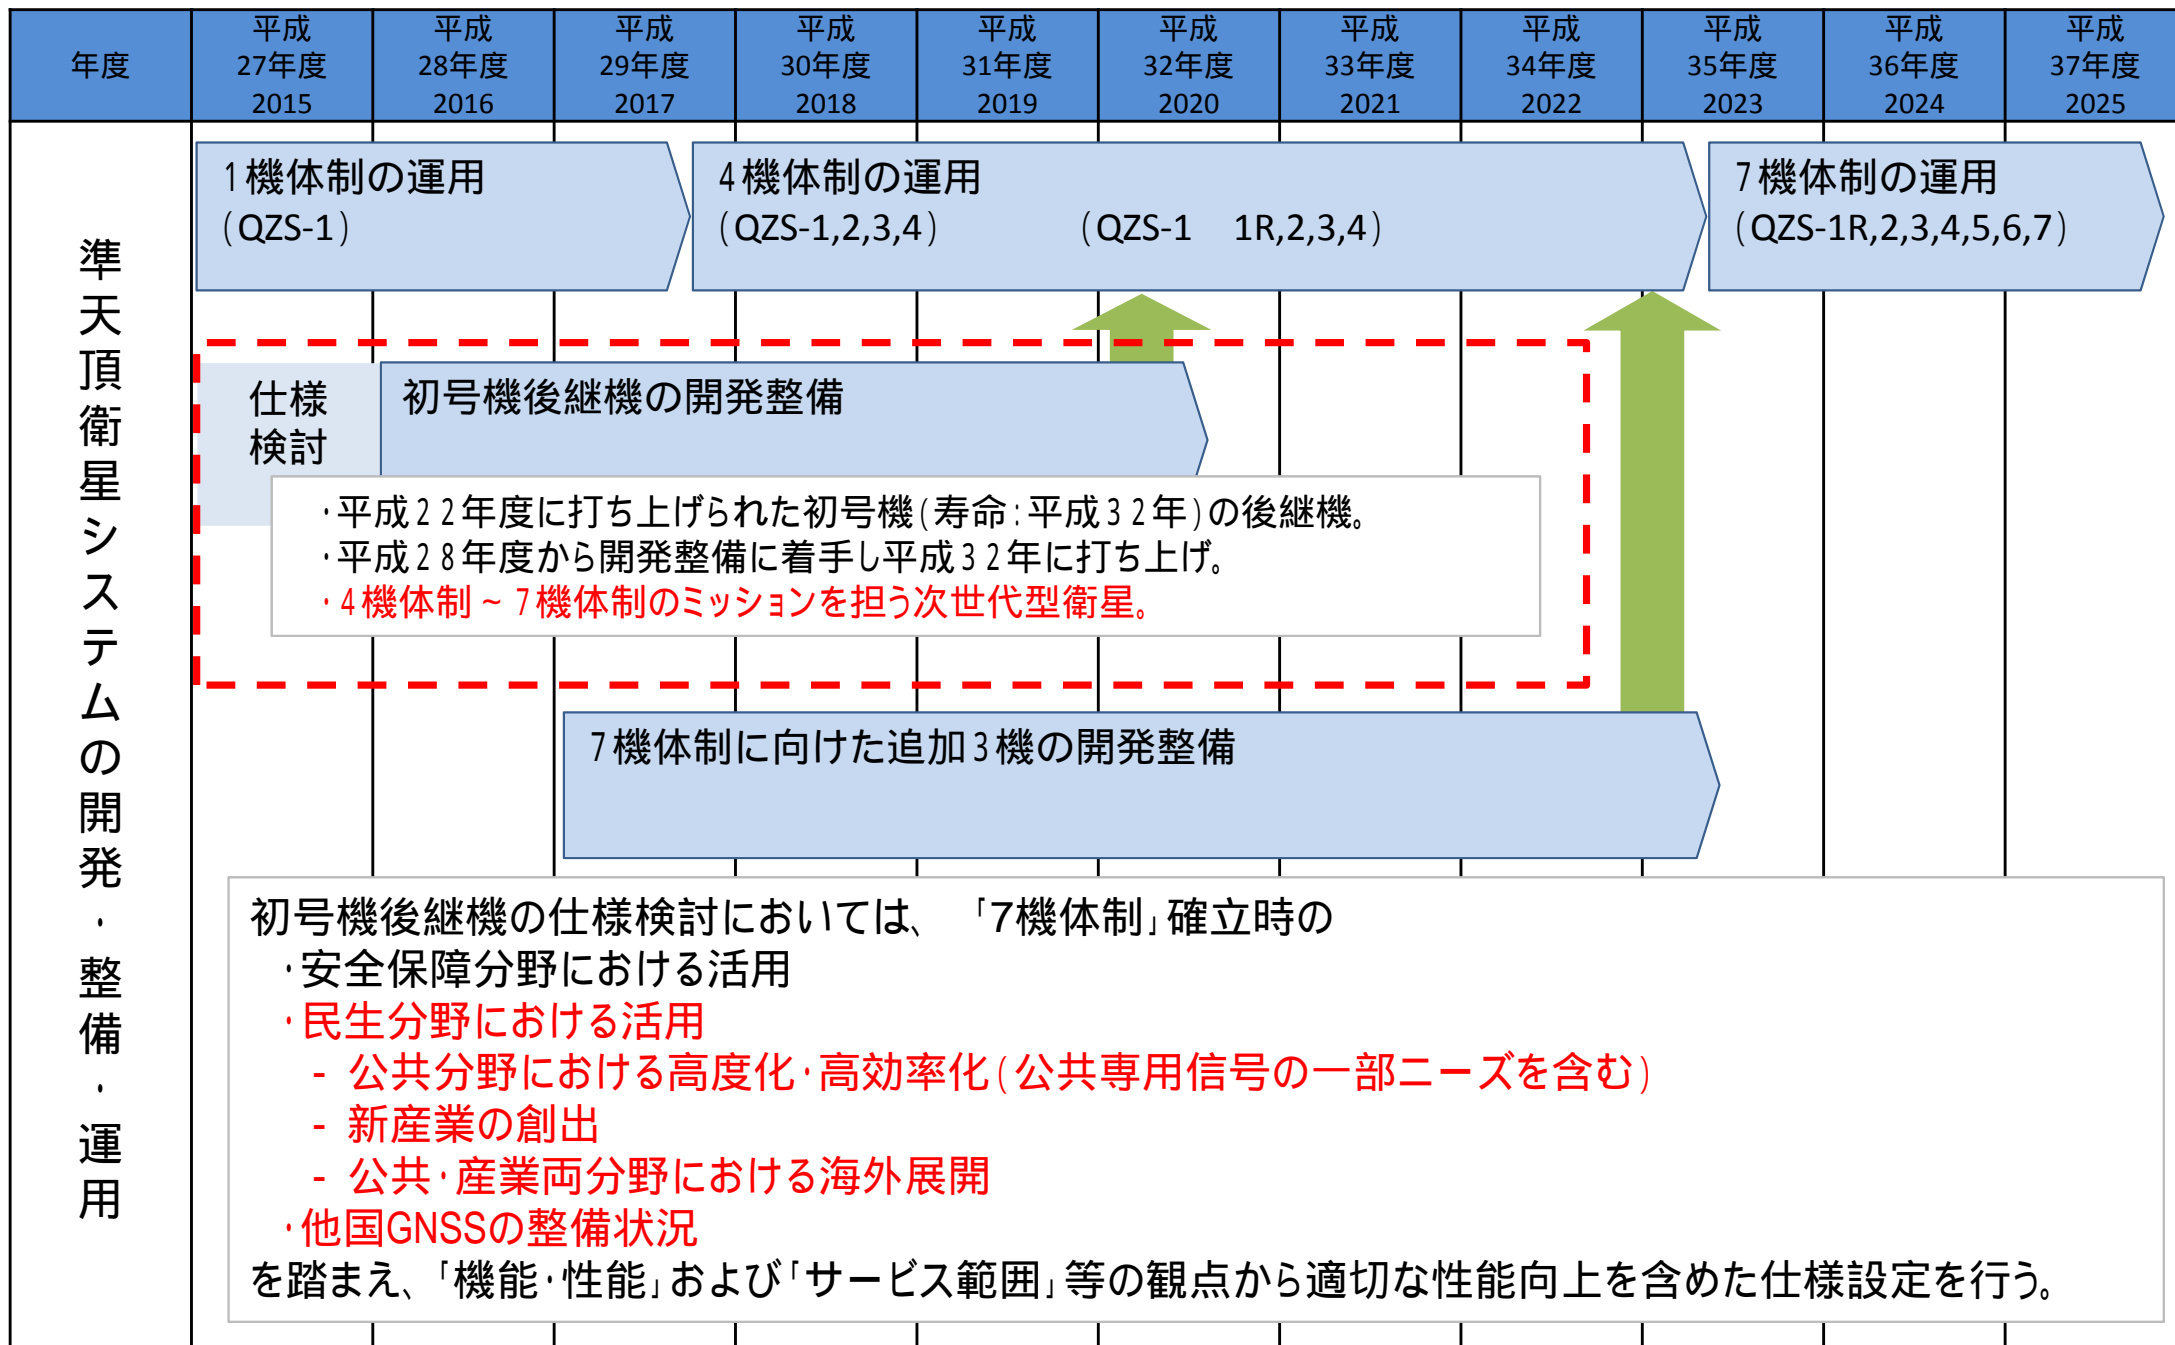 年度
平成
27年度
2015
平成
28年度
2016
平成
29年度
2017
平成
30年度
2018
平成
31年度
2019
平成
32年度
2020
平成
33年度
2021
平成
34年度
2022
平成
35年度
2023
平成
36年度
2024
平成
37年度
2025
準天頂衛星システムの開発・整備・運用
1機体制の運用
(QZS-1)
4機体制の運用
(QZS-1,2,3,4) (QZS-1 1R,2,3,4)
7機体制の運用
(QZS-1R,2,3,4,5,6,7)
仕様
検討
初号機後継機の開発整備
・平成22年度に打ち上げられた初号機(寿命:平成32年)の後継機。
・平成28年度から開発整備に着手し平成32年に打ち上げ。
・4機体制~7機体制のミッションを担う次世代型衛星。
7機体制に向けた追加3機の開発整備
初号機後継機の仕様検討においては、「7機体制」確立時の
・安全保障分野における活用
・民生分野における活用
- 公共分野における高度化・高効率化(公共専用信号の一部ニーズを含む)
- 新産業の創出
- 公共・産業両分野における海外展開
・他国GNSSの整備状況
を踏まえ、「機能・性能」および「サービス範囲」等の観点から適切な性能向上を含めた仕様設定を行う。